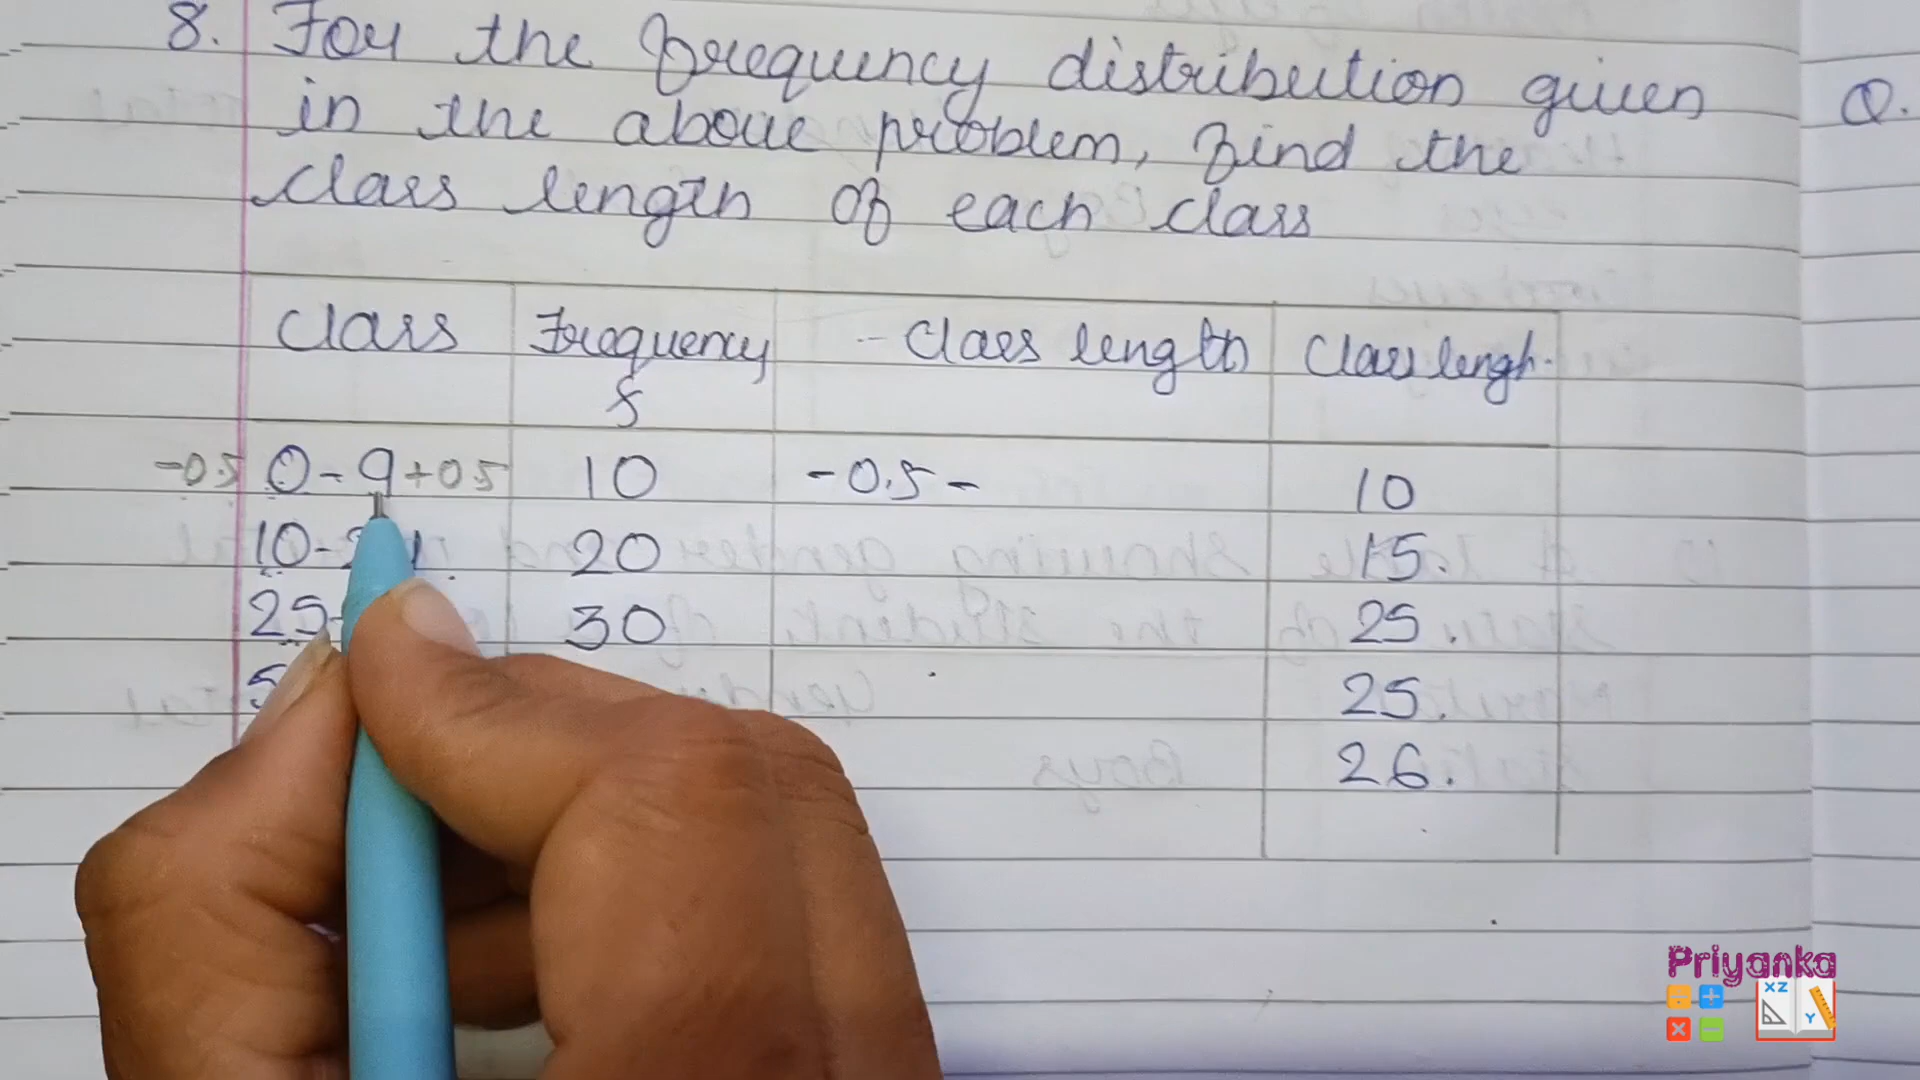 8. For the frequency distribution given
in the above problem, find the
class length of each class
Q.
Class Frequency f - Class length Class lengh.
-0.5 0-9+0.5 10 -0.5- 10
10- 20 15.
25- 30 25.
25.
26.
Priyanka
XZ
Y